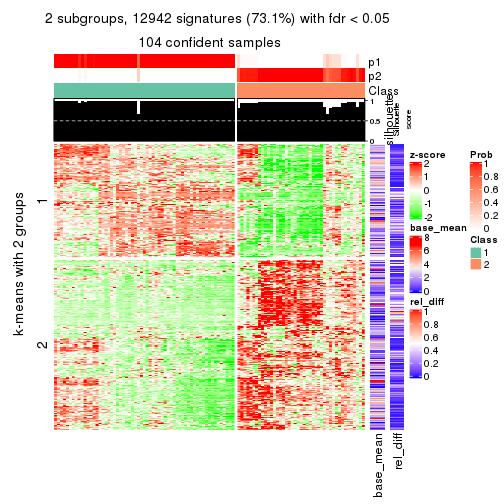 2 subgroups, 12942 signatures (73.1%) with fdr < 0.05
104 confident samples
p1
p2
Class
1
0.5
0
silhouette
Silhouette
score
k-means with 2 groups
1
2
z-score
2
1
0
-1
-2
base_mean
8
6
4
2
0
rel_diff
1
0.8
0.6
0.4
0.2
0
Prob
1
0.8
0.6
0.4
0.2
0
Class
1
2
base_mean
rel_diff